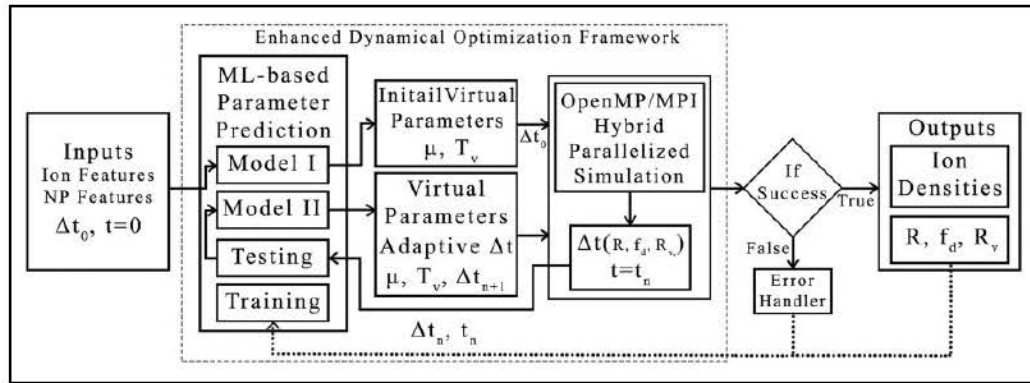 Enhanced Dynamical Optimization Framework
Inputs
Ion Features
NP Features
Δt₀, t=0
ML-based
Parameter
Prediction
Model I
Model II
Testing
Training
InitailVirtual
Parameters
μ, Tᵥ
Δt₀
Virtual
Parameters
Adaptive Δt
μ, Tᵥ, Δtₙ₊₁
OpenMP/MPI
Hybrid
Parallelized
Simulation
Δt(R, f_d, Rᵥ)
t=tₙ
Δtₙ, tₙ
If
Success
True
False
Error
Handler
Outputs
Ion
Densities
R, f_d, Rᵥ